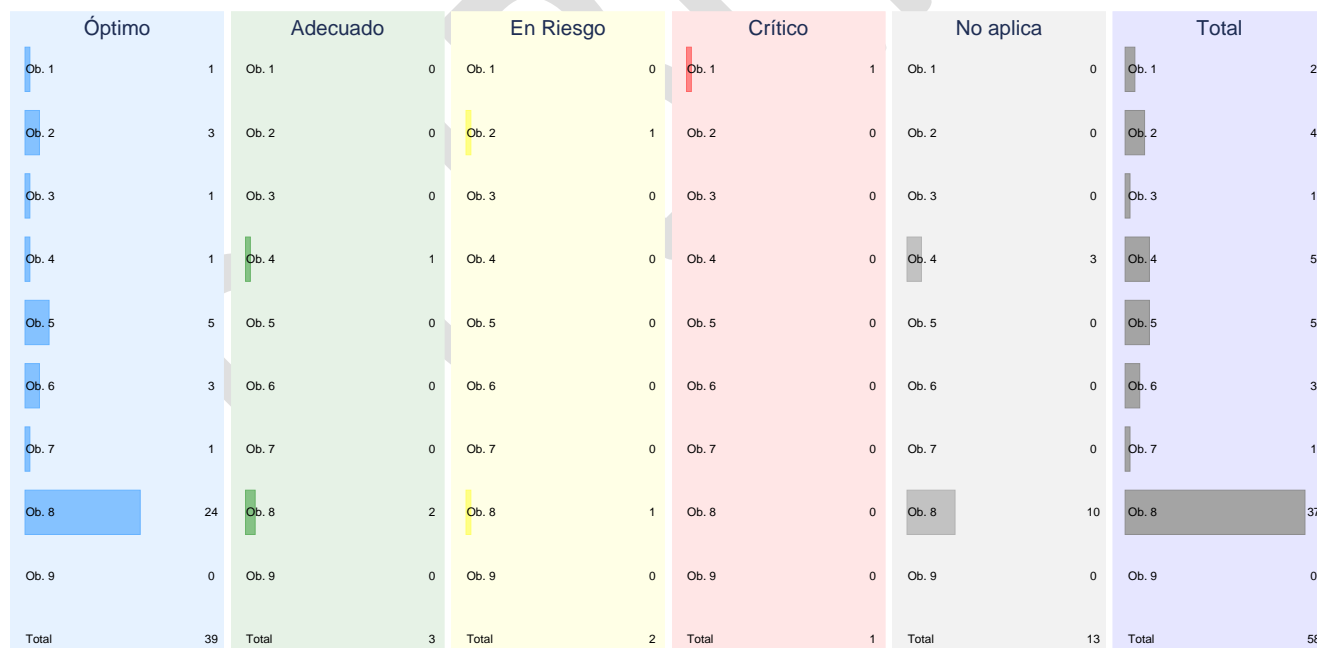 Óptimo Adecuado En Riesgo Crítico No aplica Total
Ob. 1 1 Ob. 1 0 Ob. 1 0 Ob. 1 1 Ob. 1 0 Ob. 1 2
Ob. 2 3 Ob. 2 0 Ob. 2 1 Ob. 2 0 Ob. 2 0 Ob. 2 4
Ob. 3 1 Ob. 3 0 Ob. 3 0 Ob. 3 0 Ob. 3 0 Ob. 3 1
Ob. 4 1 Ob. 4 1 Ob. 4 0 Ob. 4 0 Ob. 4 3 Ob. 4 5
Ob. 5 5 Ob. 5 0 Ob. 5 0 Ob. 5 0 Ob. 5 0 Ob. 5 5
Ob. 6 3 Ob. 6 0 Ob. 6 0 Ob. 6 0 Ob. 6 0 Ob. 6 3
Ob. 7 1 Ob. 7 0 Ob. 7 0 Ob. 7 0 Ob. 7 0 Ob. 7 1
Ob. 8 24 Ob. 8 2 Ob. 8 1 Ob. 8 0 Ob. 8 10 Ob. 8 37
Ob. 9 0 Ob. 9 0 Ob. 9 0 Ob. 9 0 Ob. 9 0 Ob. 9 0
Total 39 Total 3 Total 2 Total 1 Total 13 Total 58